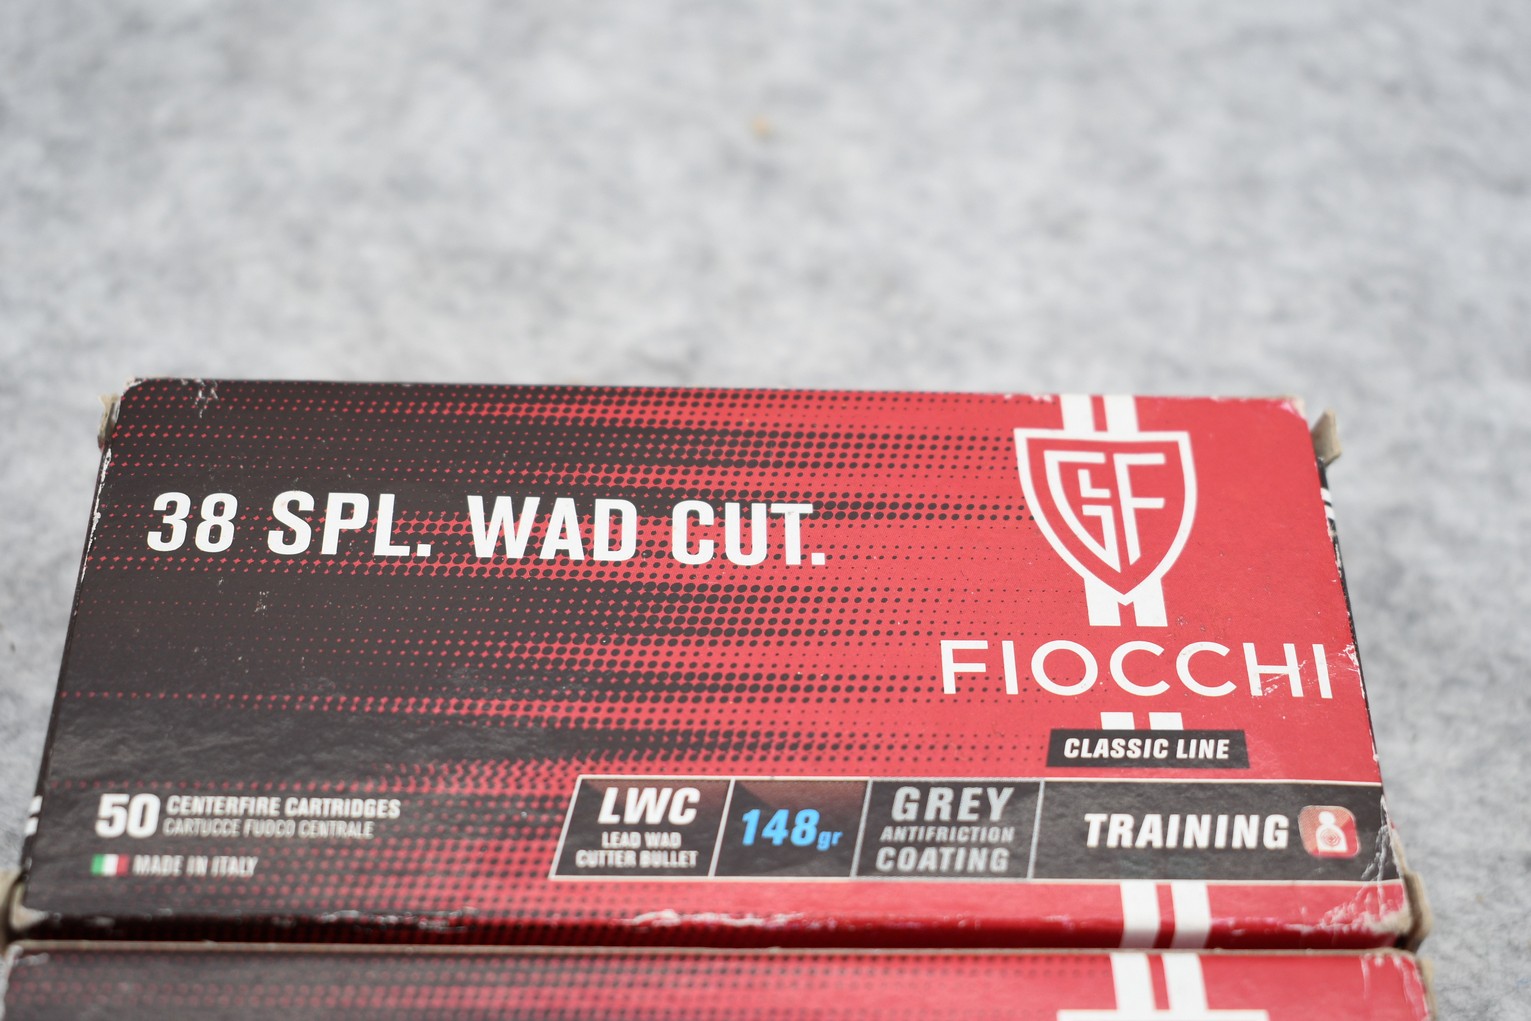 38 SPL. WAD CUT.
GF
FIOCCHI
CLASSIC LINE
50 CENTERFIRE CARTRIDGES
CARTUCCE FUOCO CENTRALE
MADE IN ITALY
LWC
LEAD WAD
CUTTER BULLET
148gr
GREY
ANTIFRICTION
COATING
TRAINING